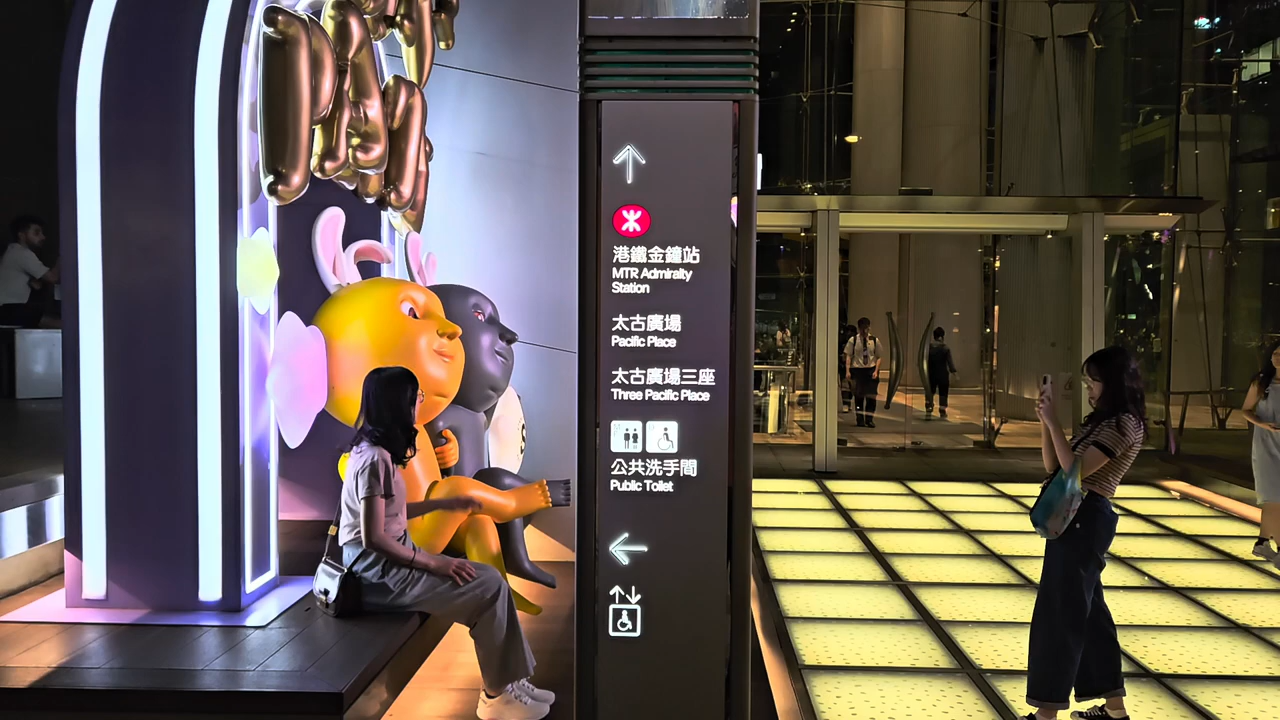 港鐵金鐘站
MTR Admiralty
Station
太古廣場
Pacific Place
太古廣場三座
Three Pacific Place
公共洗手間
Public Toilet